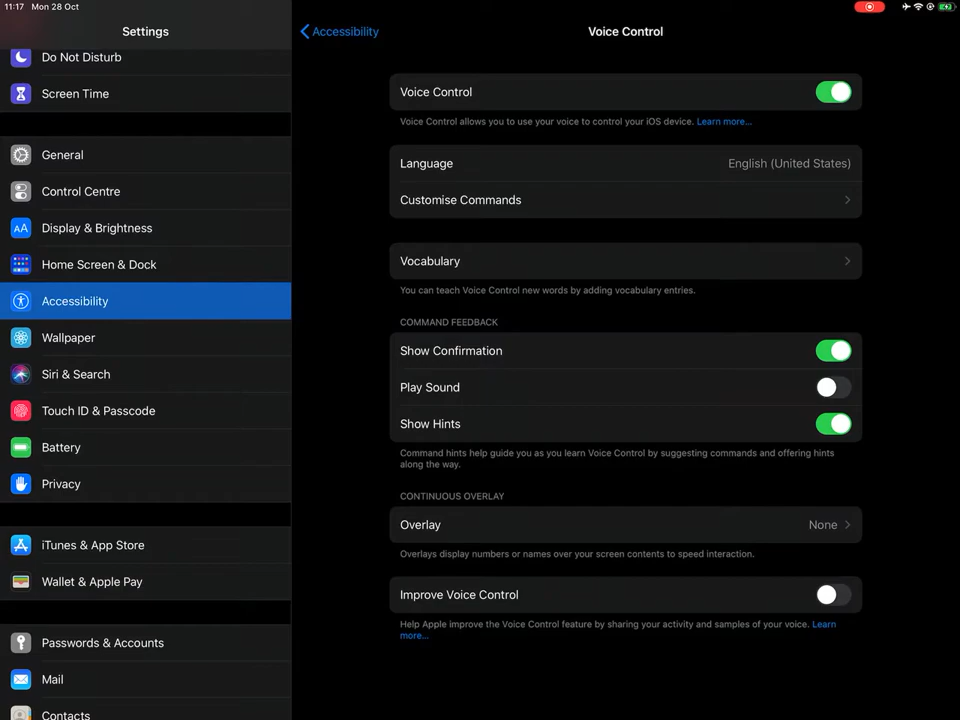 11:17 Mon 28 Oct
Settings
Do Not Disturb
Screen Time
General
Control Centre
AA Display & Brightness
Home Screen & Dock
Accessibility
Wallpaper
Siri & Search
Touch ID & Passcode
Battery
Privacy
iTunes & App Store
Wallet & Apple Pay
Passwords & Accounts
Mail
Contacts
Accessibility
Voice Control
Voice Control
Voice Control allows you to use your voice to control your iOS device. Learn more...
Language English (United States)
Customise Commands
Vocabulary
You can teach Voice Control new words by adding vocabulary entries.
COMMAND FEEDBACK
Show Confirmation
Play Sound
Show Hints
Command hints help guide you as you learn Voice Control by suggesting commands and offering hints
along the way.
CONTINUOUS OVERLAY
Overlay None
Overlays display numbers or names over your screen contents to speed interaction.
Improve Voice Control
Help Apple improve the Voice Control feature by sharing your activity and samples of your voice. Learn
more...